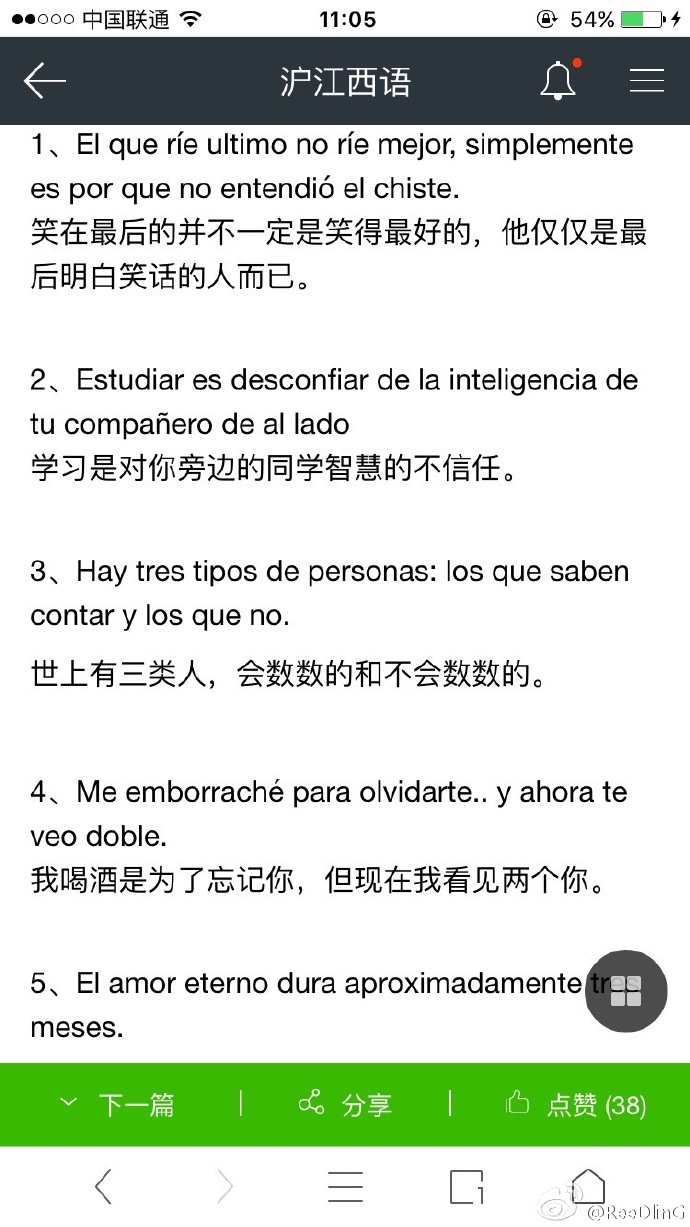 中国联通
11:05
54%
沪江西语
1、El que ríe ultimo no ríe mejor, simplemente
es por que no entendió el chiste.
笑在最后的并不一定是笑得最好的，他仅仅是最
后明白笑话的人而已。
2、Estudiar es desconfiar de la inteligencia de
tu compañero de al lado
学习是对你旁边的同学智慧的不信任。
3、Hay tres tipos de personas: los que saben
contar y los que no.
世上有三类人，会数数的和不会数数的。
4、Me emborraché para olvidarte.. y ahora te
veo doble.
我喝酒是为了忘记你，但现在我看见两个你。
5、El amor eterno dura aproximadamente tres
meses.
下一篇
分享
点赞 (38)
1
@ReeDinG